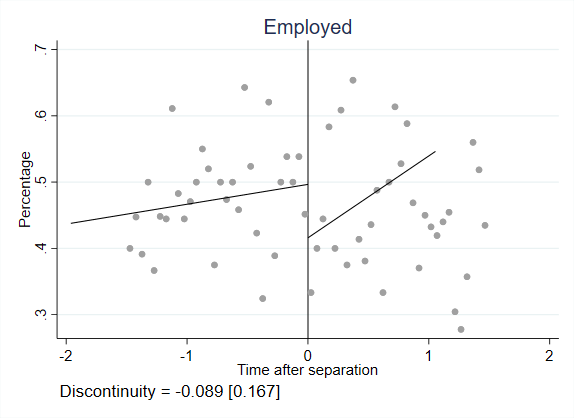 Employed
Percentage
.7
.6
.5
.4
.3
-2 -1 0 1 2
Time after separation
Discontinuity = -0.089 [0.167]